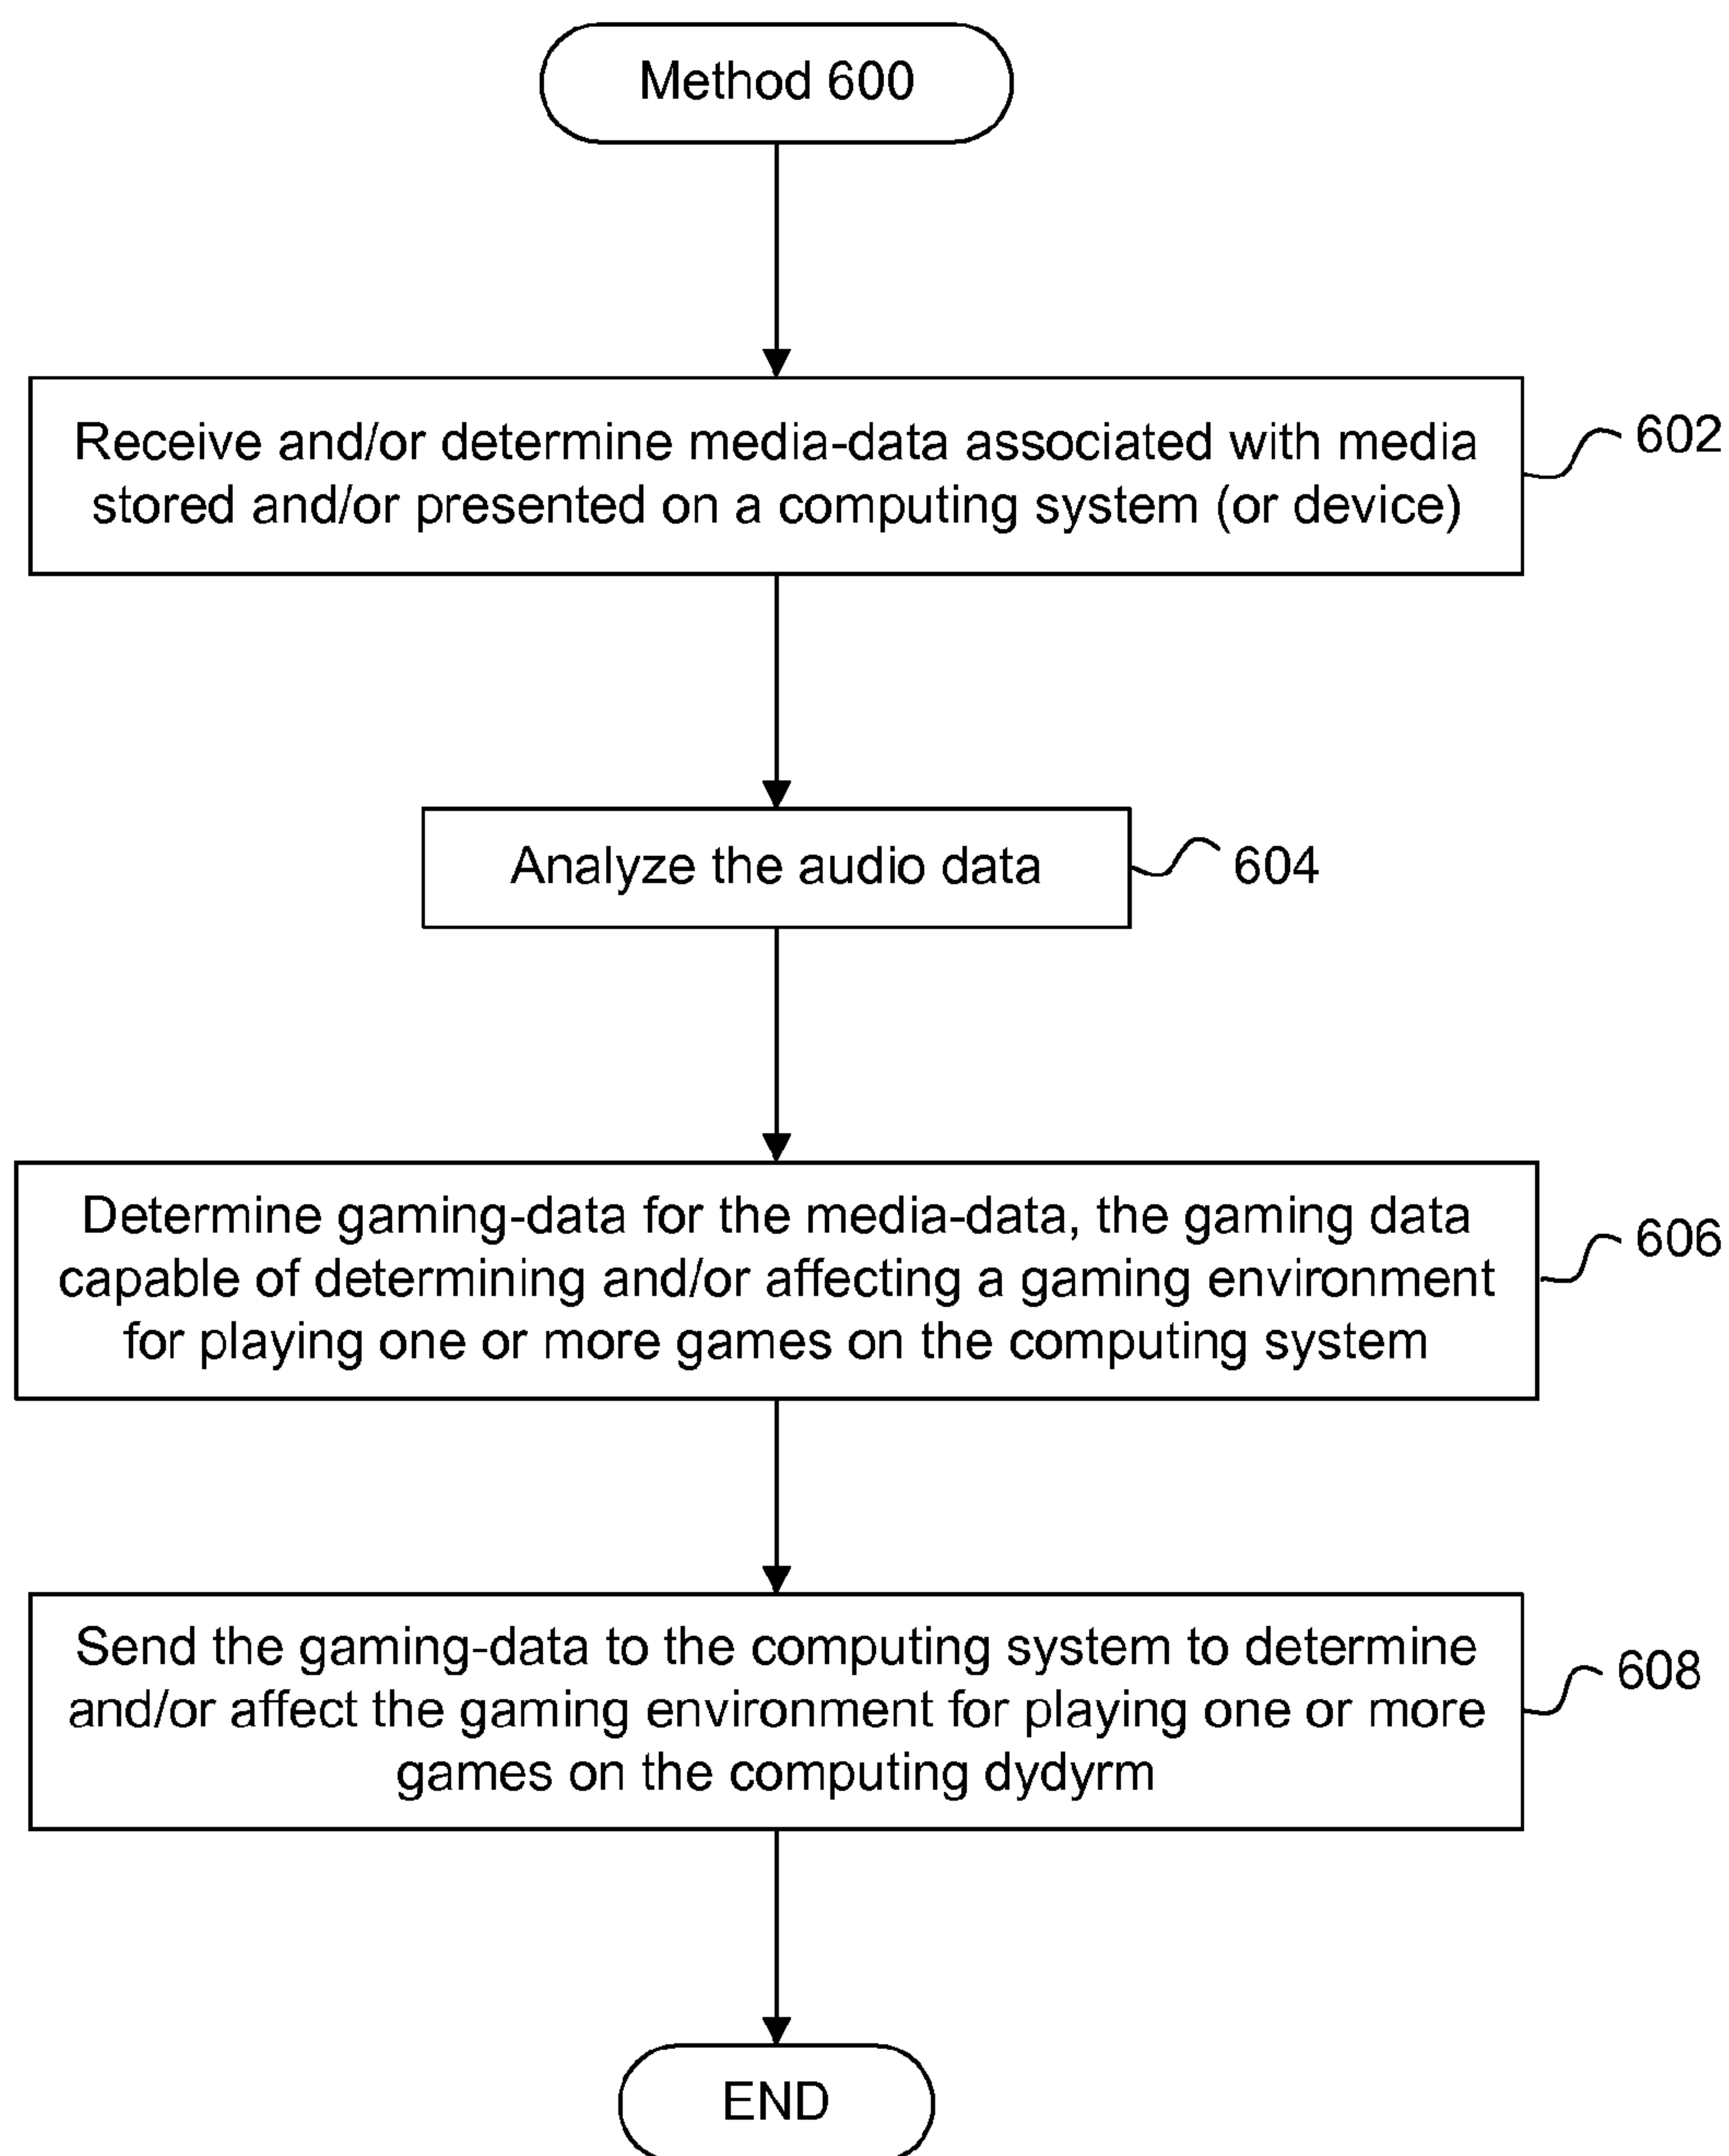 Method 600
Receive and/or determine media-data associated with media
stored and/or presented on a computing system (or device)
602
Analyze the audio data
604
Determine gaming-data for the media-data, the gaming data
capable of determining and/or affecting a gaming environment
for playing one or more games on the computing system
606
Send the gaming-data to the computing system to determine
and/or affect the gaming environment for playing one or more
games on the computing dydyrm
608
END